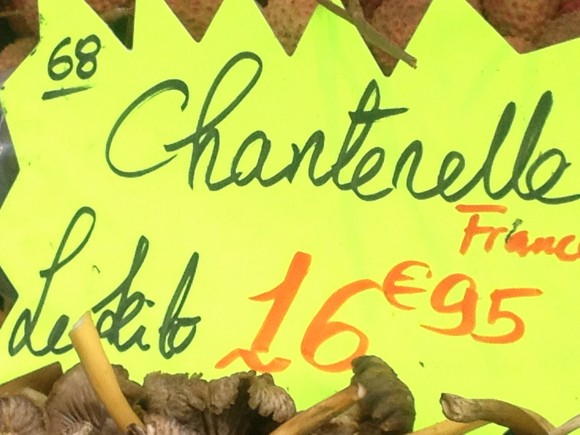 68
Chanterelle
Franc
Le Kilo 16€95